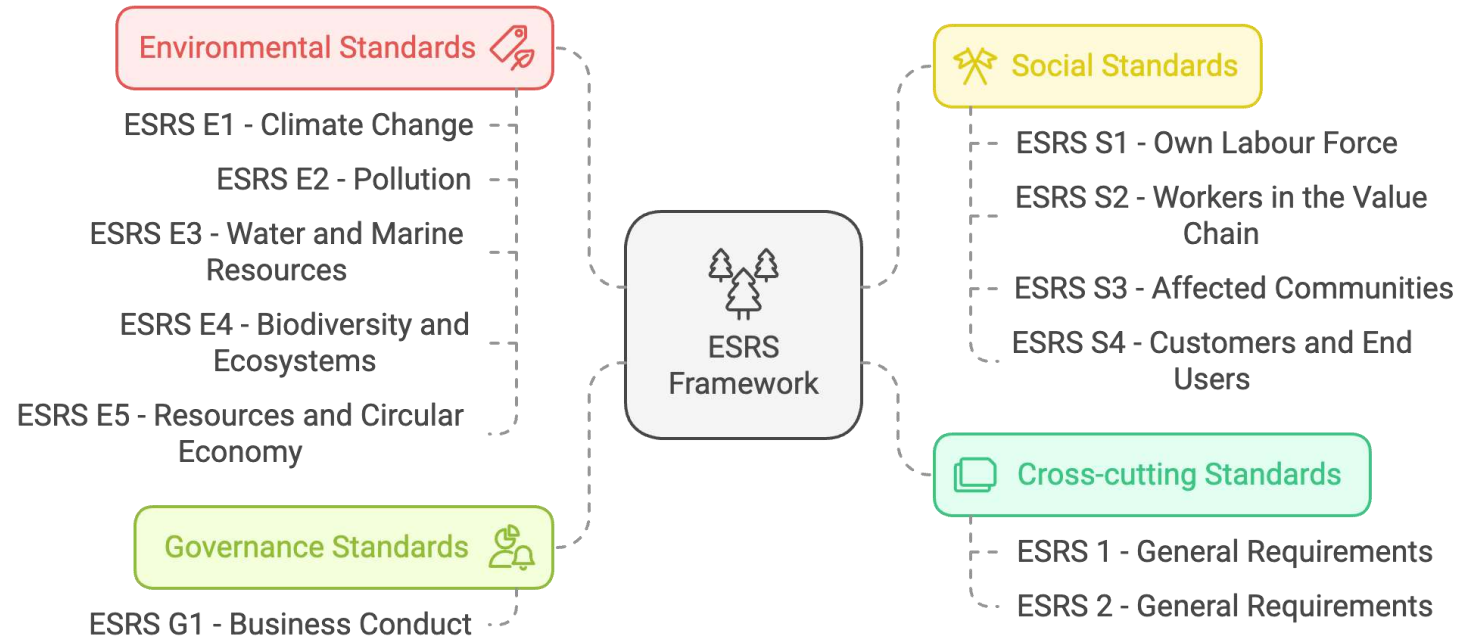 Environmental Standards
ESRS E1 - Climate Change
ESRS E2 - Pollution
ESRS E3 - Water and Marine
Resources
ESRS E4 - Biodiversity and
Ecosystems
ESRS E5 - Resources and Circular
Economy
Governance Standards
ESRS G1 - Business Conduct
ESRS
Framework
Social Standards
ESRS S1 - Own Labour Force
ESRS S2 - Workers in the Value
Chain
ESRS S3 - Affected Communities
ESRS S4 - Customers and End
Users
Cross-cutting Standards
ESRS 1 - General Requirements
ESRS 2 - General Requirements